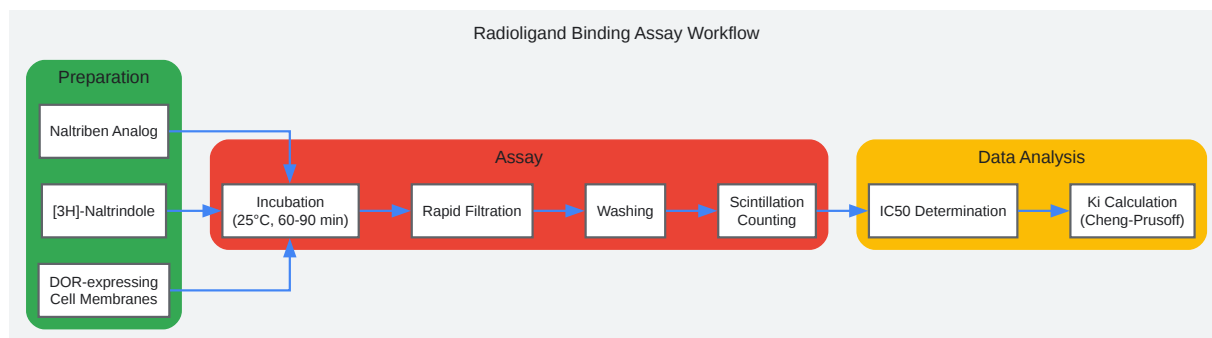 Radioligand Binding Assay Workflow
Preparation
Naltriben Analog
[3H]-Naltrindole
DOR-expressing
Cell Membranes
Assay
Incubation
(25°C, 60-90 min)
Rapid Filtration
Washing
Scintillation
Counting
Data Analysis
IC50 Determination
Ki Calculation
(Cheng-Prusoff)